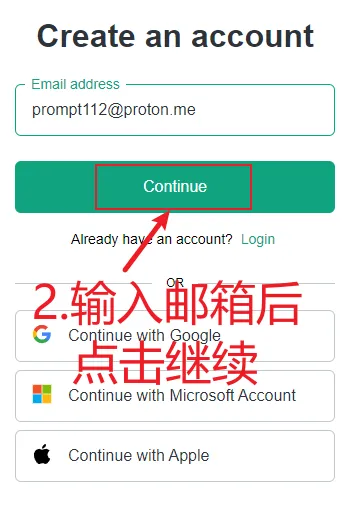 Create an account
Email address
prompt112@proton.me
Continue
Already have an account? Login
OR
2.输入邮箱后
Continue with Google
点击继续
Continue with Microsoft Account
Continue with Apple